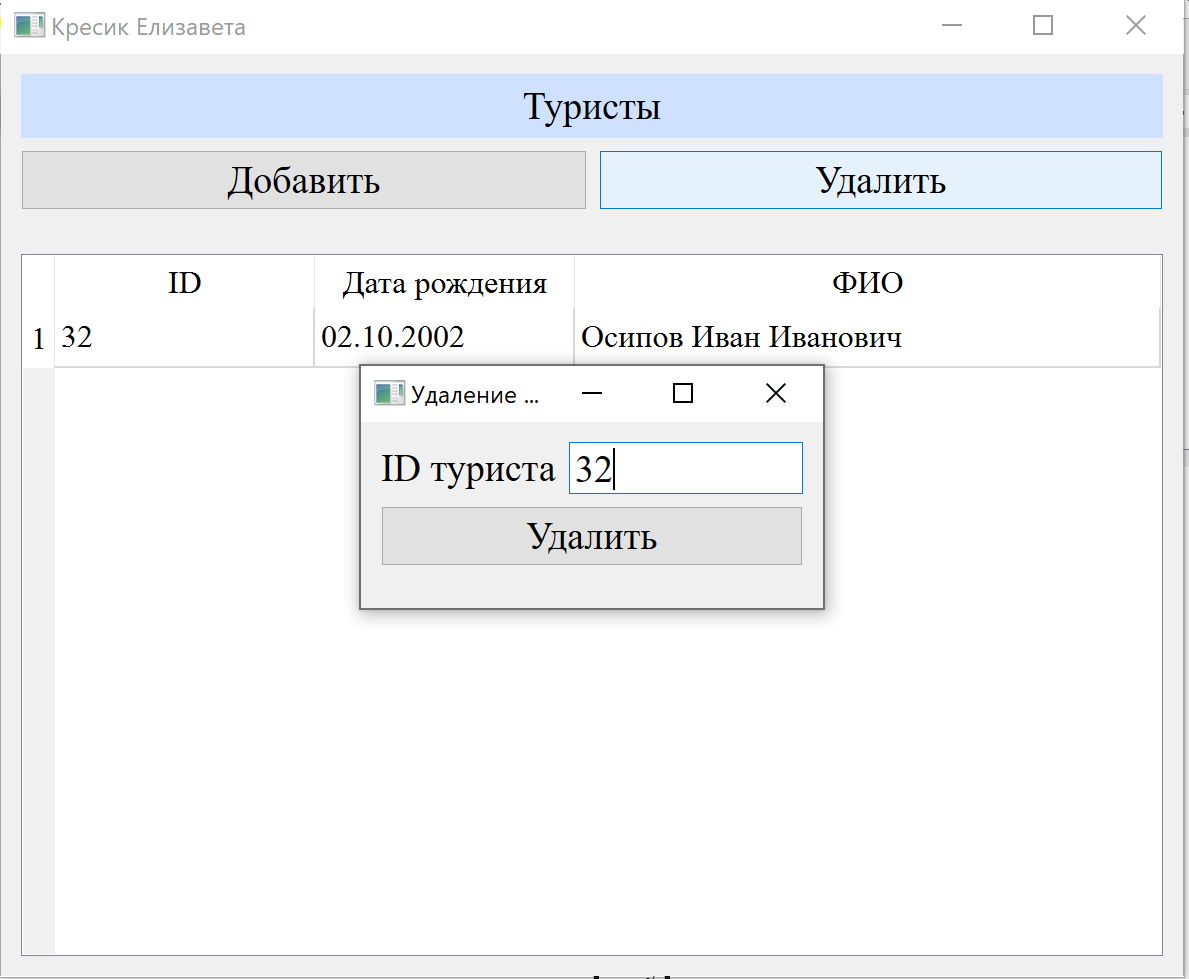 Кресик Елизавета
Туристы
Добавить Удалить
ID Дата рождения ФИО
1 32 02.10.2002 Осипов Иван Иванович
Удаление ...
ID туриста 32
Удалить